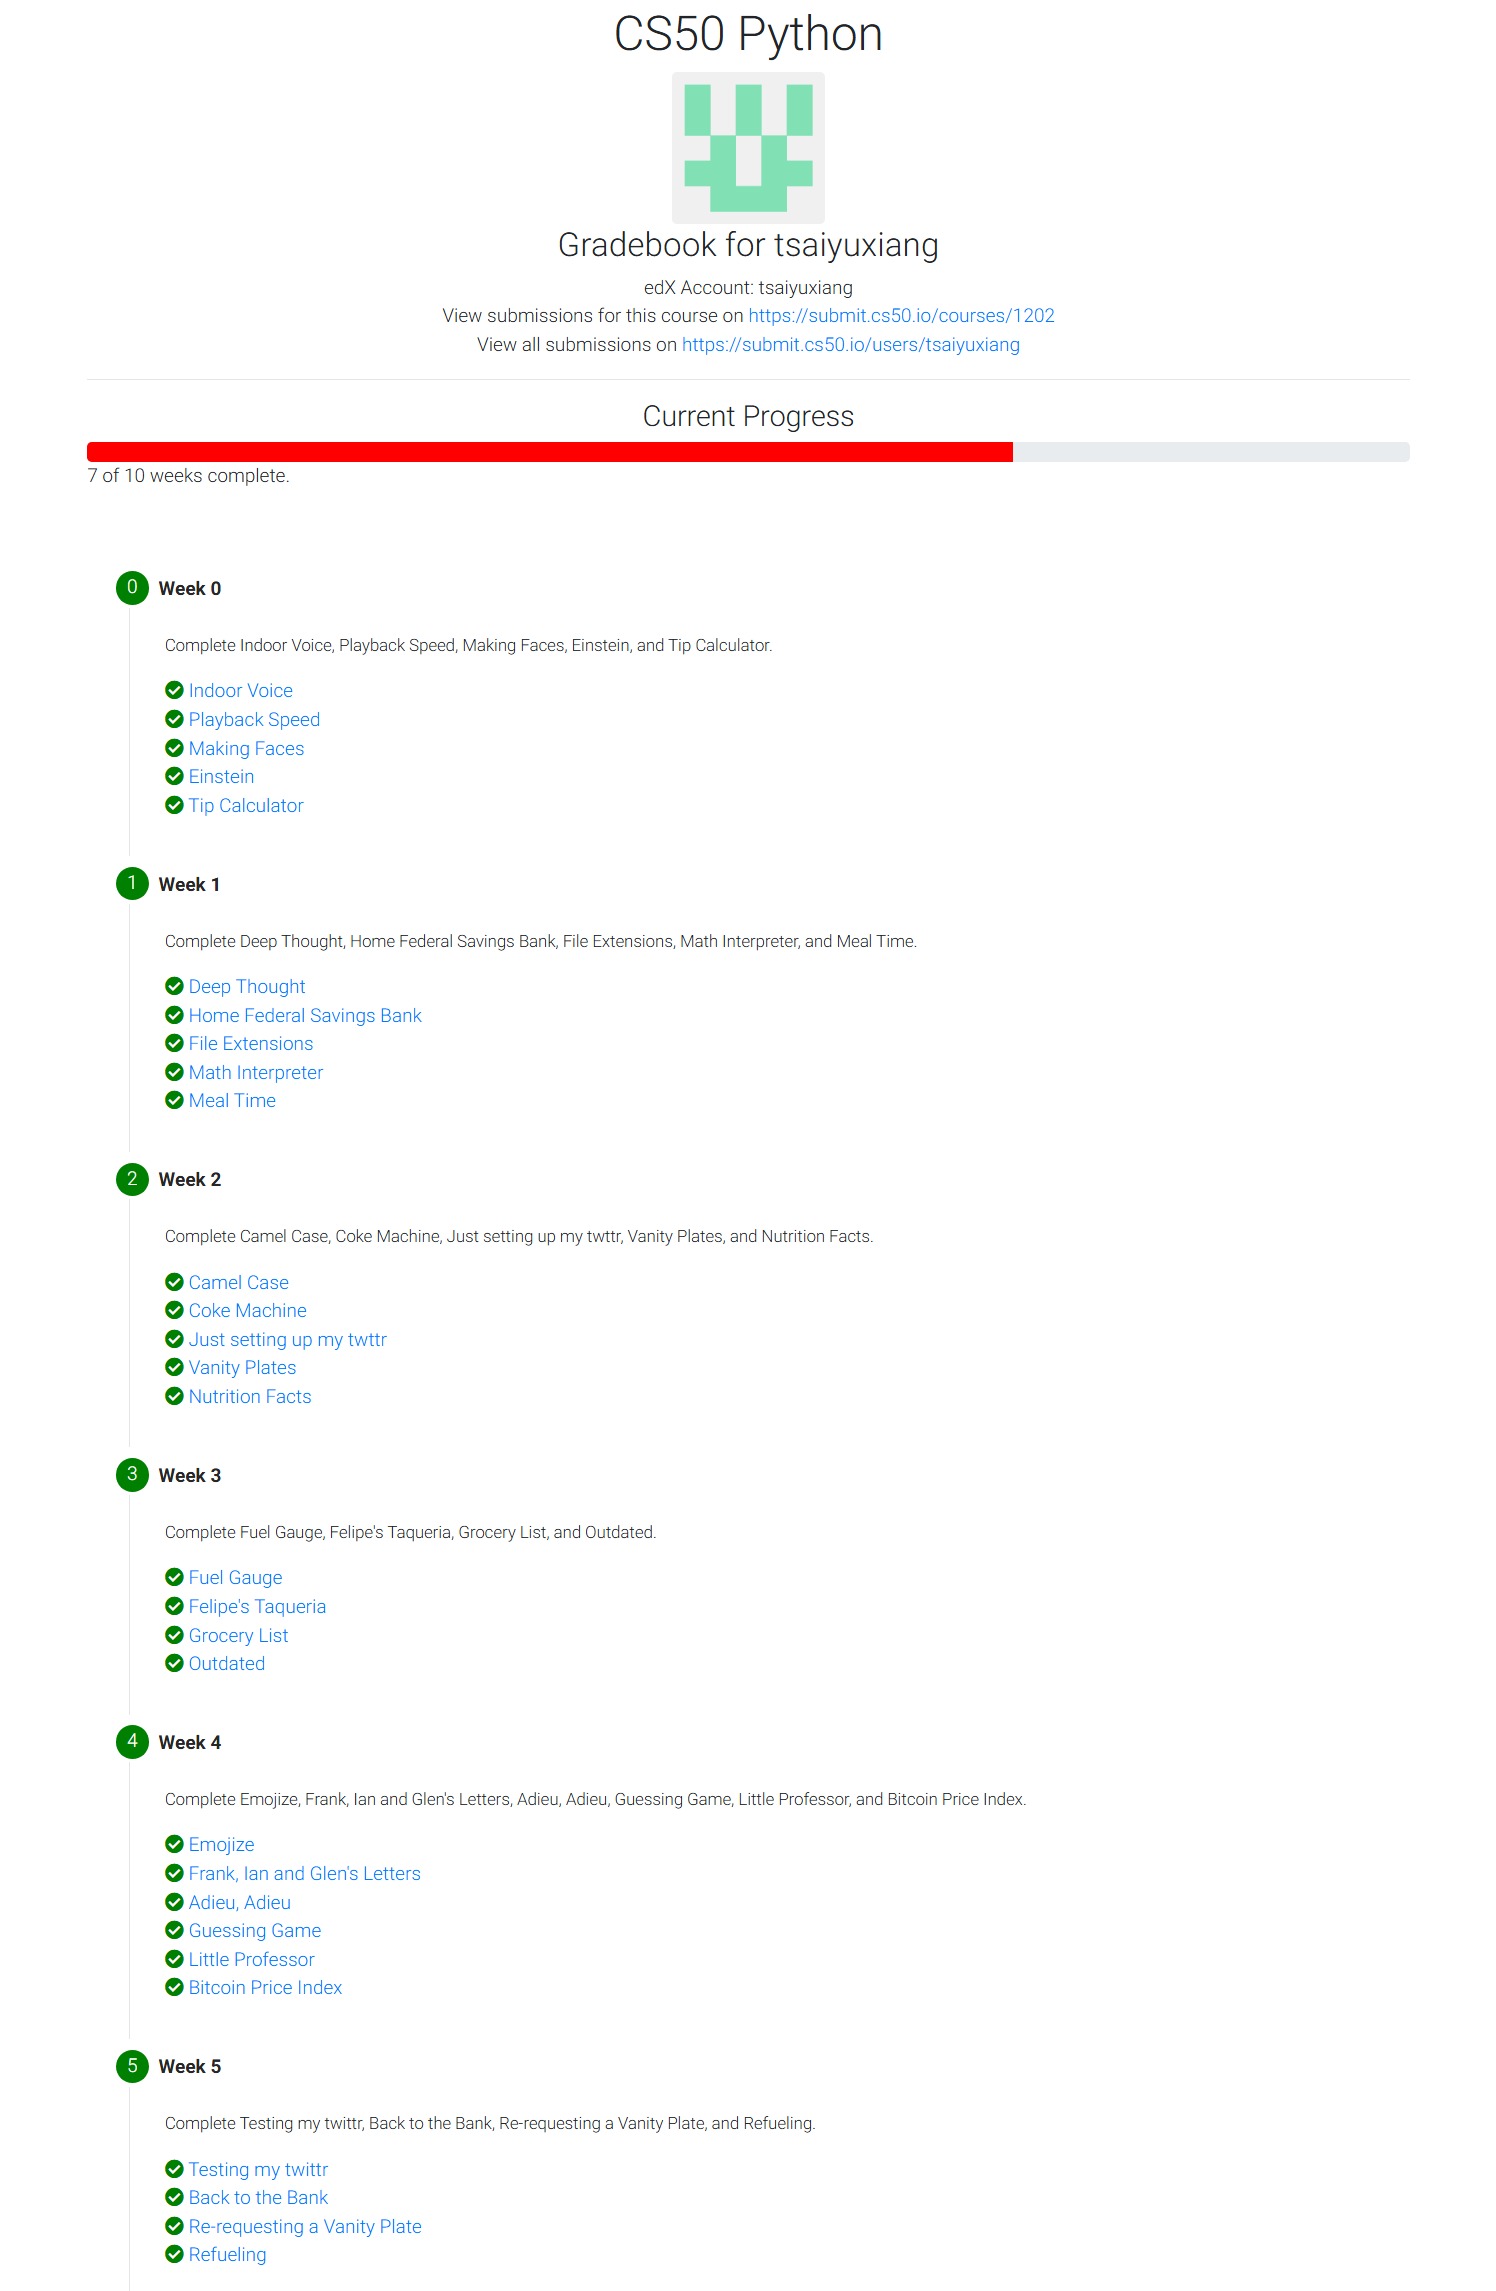 CS50 Python
Gradebook for tsaiyuxiang
edX Account: tsaiyuxiang
View submissions for this course on https://submit.cs50.io/courses/1202
View all submissions on https://submit.cs50.io/users/tsaiyuxiang
Current Progress
7 of 10 weeks complete.
0 Week 0
Complete Indoor Voice, Playback Speed, Making Faces, Einstein, and Tip Calculator.
Indoor Voice
Playback Speed
Making Faces
Einstein
Tip Calculator
1 Week 1
Complete Deep Thought, Home Federal Savings Bank, File Extensions, Math Interpreter, and Meal Time.
Deep Thought
Home Federal Savings Bank
File Extensions
Math Interpreter
Meal Time
2 Week 2
Complete Camel Case, Coke Machine, Just setting up my twttr, Vanity Plates, and Nutrition Facts.
Camel Case
Coke Machine
Just setting up my twttr
Vanity Plates
Nutrition Facts
3 Week 3
Complete Fuel Gauge, Felipe's Taqueria, Grocery List, and Outdated.
Fuel Gauge
Felipe's Taqueria
Grocery List
Outdated
4 Week 4
Complete Emojize, Frank, Ian and Glen's Letters, Adieu, Adieu, Guessing Game, Little Professor, and Bitcoin Price Index.
Emojize
Frank, Ian and Glen's Letters
Adieu, Adieu
Guessing Game
Little Professor
Bitcoin Price Index
5 Week 5
Complete Testing my twittr, Back to the Bank, Re-requesting a Vanity Plate, and Refueling.
Testing my twittr
Back to the Bank
Re-requesting a Vanity Plate
Refueling